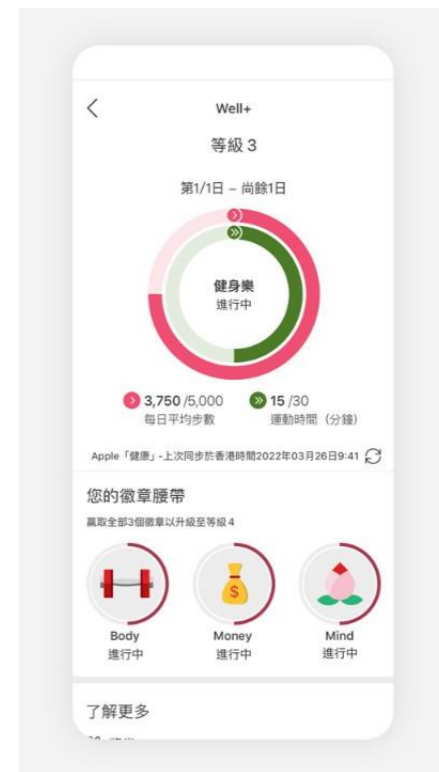 Well+
等級 3
第1/1日 – 尚餘1日
健身樂
進行中
3,750 /5,000
每日平均步數
15 /30
運動時間（分鐘）
Apple「健康」-上次同步於香港時間2022年03月26日9:41
您的徽章腰帶
贏取全部3個徽章以升級至等級 4
$
Body
進行中
Money
進行中
Mind
進行中
了解更多